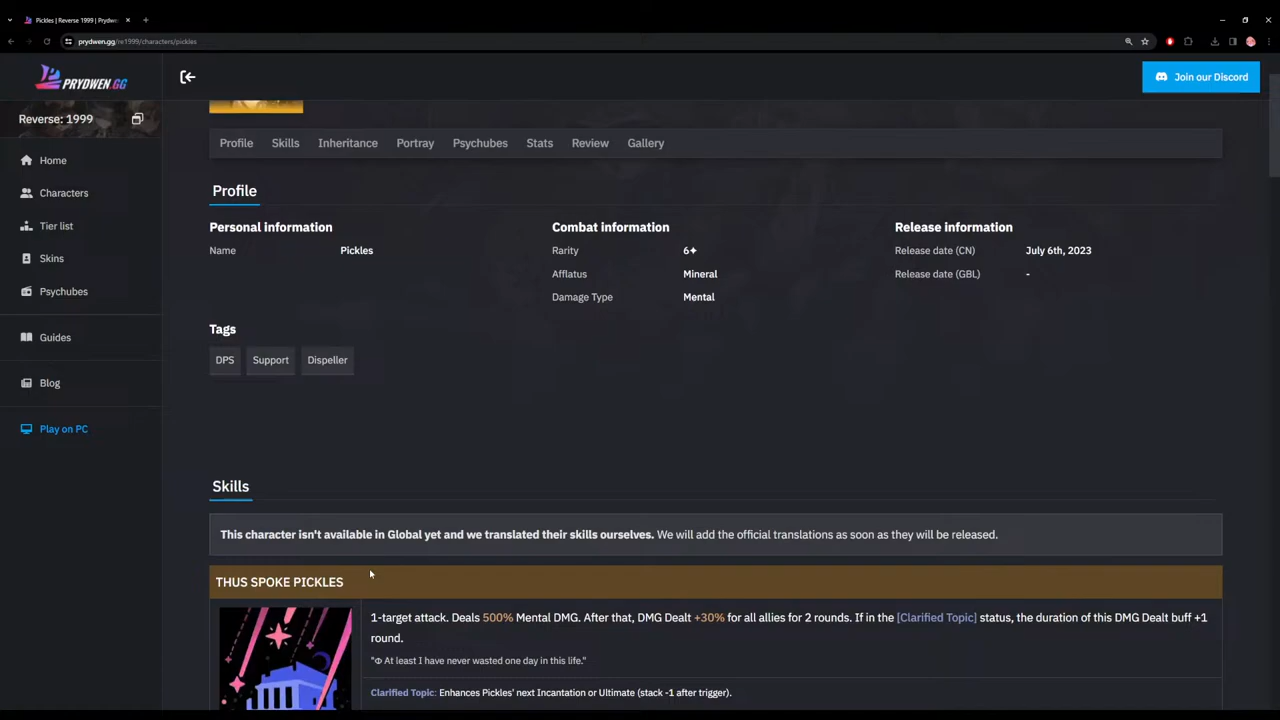 Pickles | Reverse 1999 | Prydwen
prydwen.gg/re1999/characters/pickles
PRYDWEN.GG
Join our Discord
Reverse: 1999
Home
Characters
Tier list
Skins
Psychubes
Guides
Blog
Play on PC
Profile Skills Inheritance Portray Psychubes Stats Review Gallery
Profile
Personal information
Name Pickles
Combat information
Rarity 6✦
Afflatus Mineral
Damage Type Mental
Release information
Release date (CN) July 6th, 2023
Release date (GBL) -
Tags
DPS Support Dispeller
Skills
This character isn't available in Global yet and we translated their skills ourselves. We will add the official translations as soon as they will be released.
THUS SPOKE PICKLES
1-target attack. Deals 500% Mental DMG. After that, DMG Dealt +30% for all allies for 2 rounds. If in the [Clarified Topic] status, the duration of this DMG Dealt buff +1
round.
"Φ At least I have never wasted one day in this life."
Clarified Topic: Enhances Pickles' next Incantation or Ultimate (stack -1 after trigger).